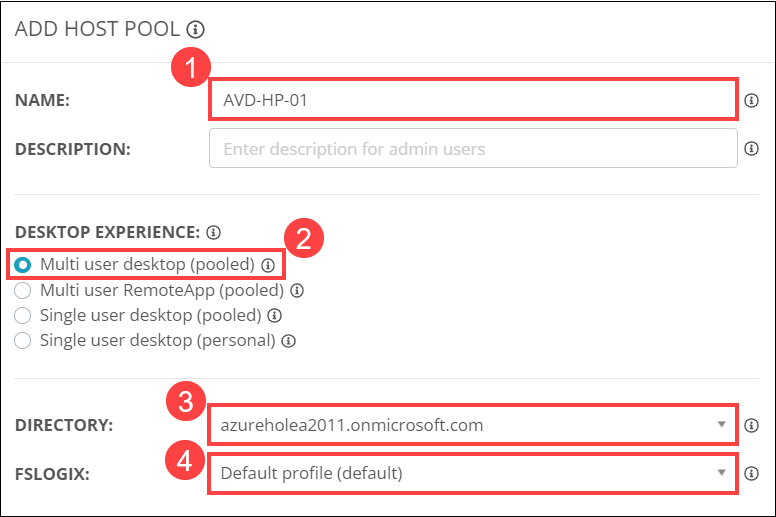 ADD HOST POOL
1
NAME: AVD-HP-01
DESCRIPTION: Enter description for admin users
DESKTOP EXPERIENCE: 2
Multi user desktop (pooled)
Multi user RemoteApp (pooled)
Single user desktop (pooled)
Single user desktop (personal)
3
DIRECTORY: azureholea2011.onmicrosoft.com
4
FSLOGIX: Default profile (default)